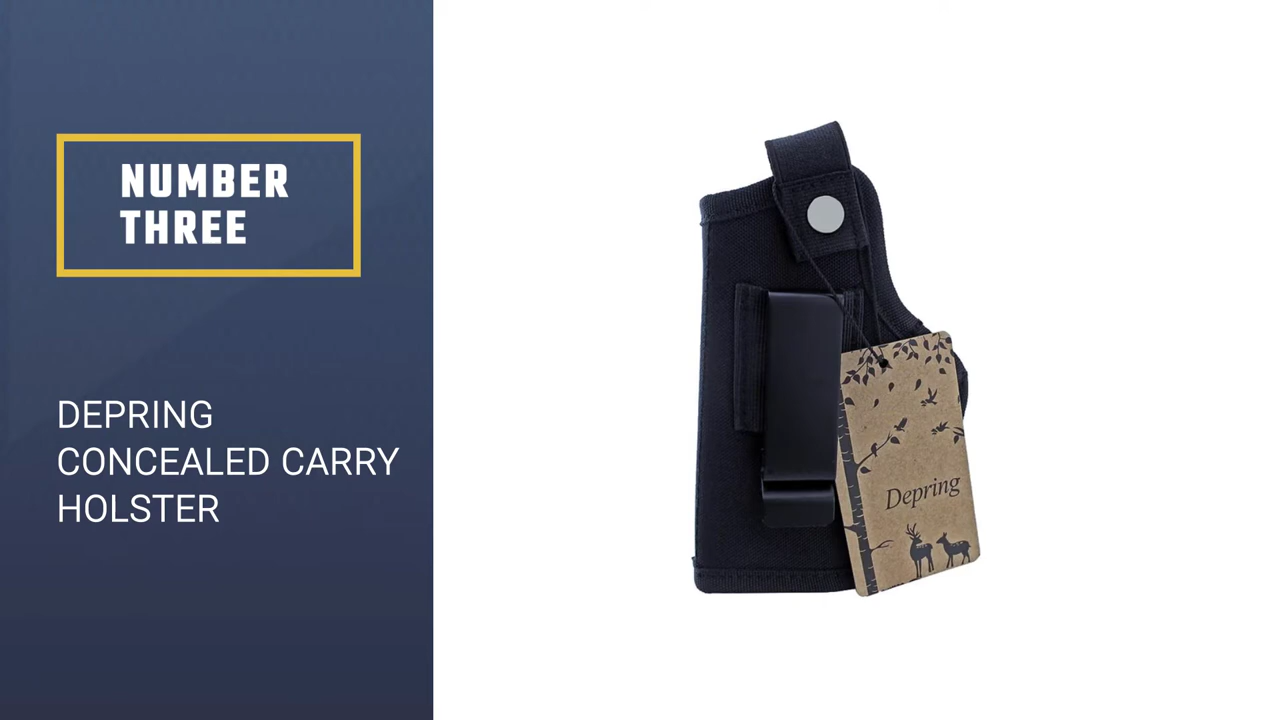 NUMBER
THREE
DEPRING
CONCEALED CARRY
HOLSTER
Depring